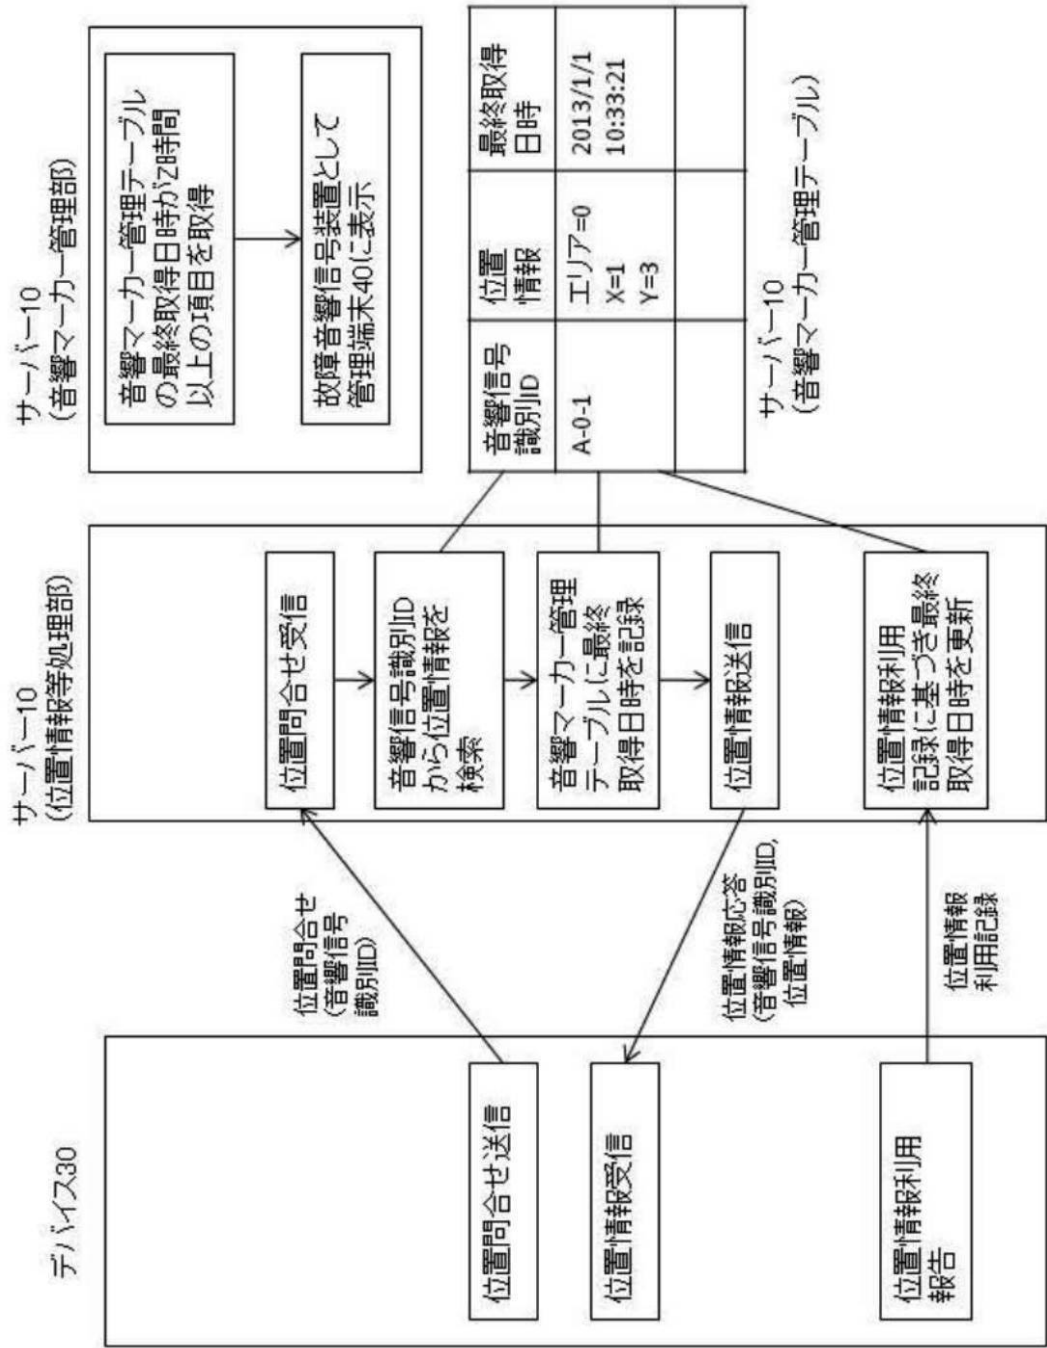 デバイス30
位置問合せ送信
位置情報受信
位置情報利用
報告
位置問合せ
(音響信号
識別ID)
位置情報応答
(音響信号識別ID,
位置情報)
位置情報
利用記録
サーバー10
(位置情報等処理部)
位置問合せ受信
音響信号識別ID
から位置情報を
検索
音響マーカー管理
テーブルに最終
取得日時を記録
位置情報送信
位置情報利用
記録に基づき最終
取得日時を更新
サーバー10
(音響マーカー管理部)
音響マーカー管理テーブル
の最終取得日時がZ時間
以上の項目を取得
故障音響信号装置として
管理端末40に表示
音響信号
識別ID
位置
情報
最終取得
日時
A-0-1
エリア=0
X=1
Y=3
2013/1/1
10:33:21
サーバー10
(音響マーカー管理テーブル)